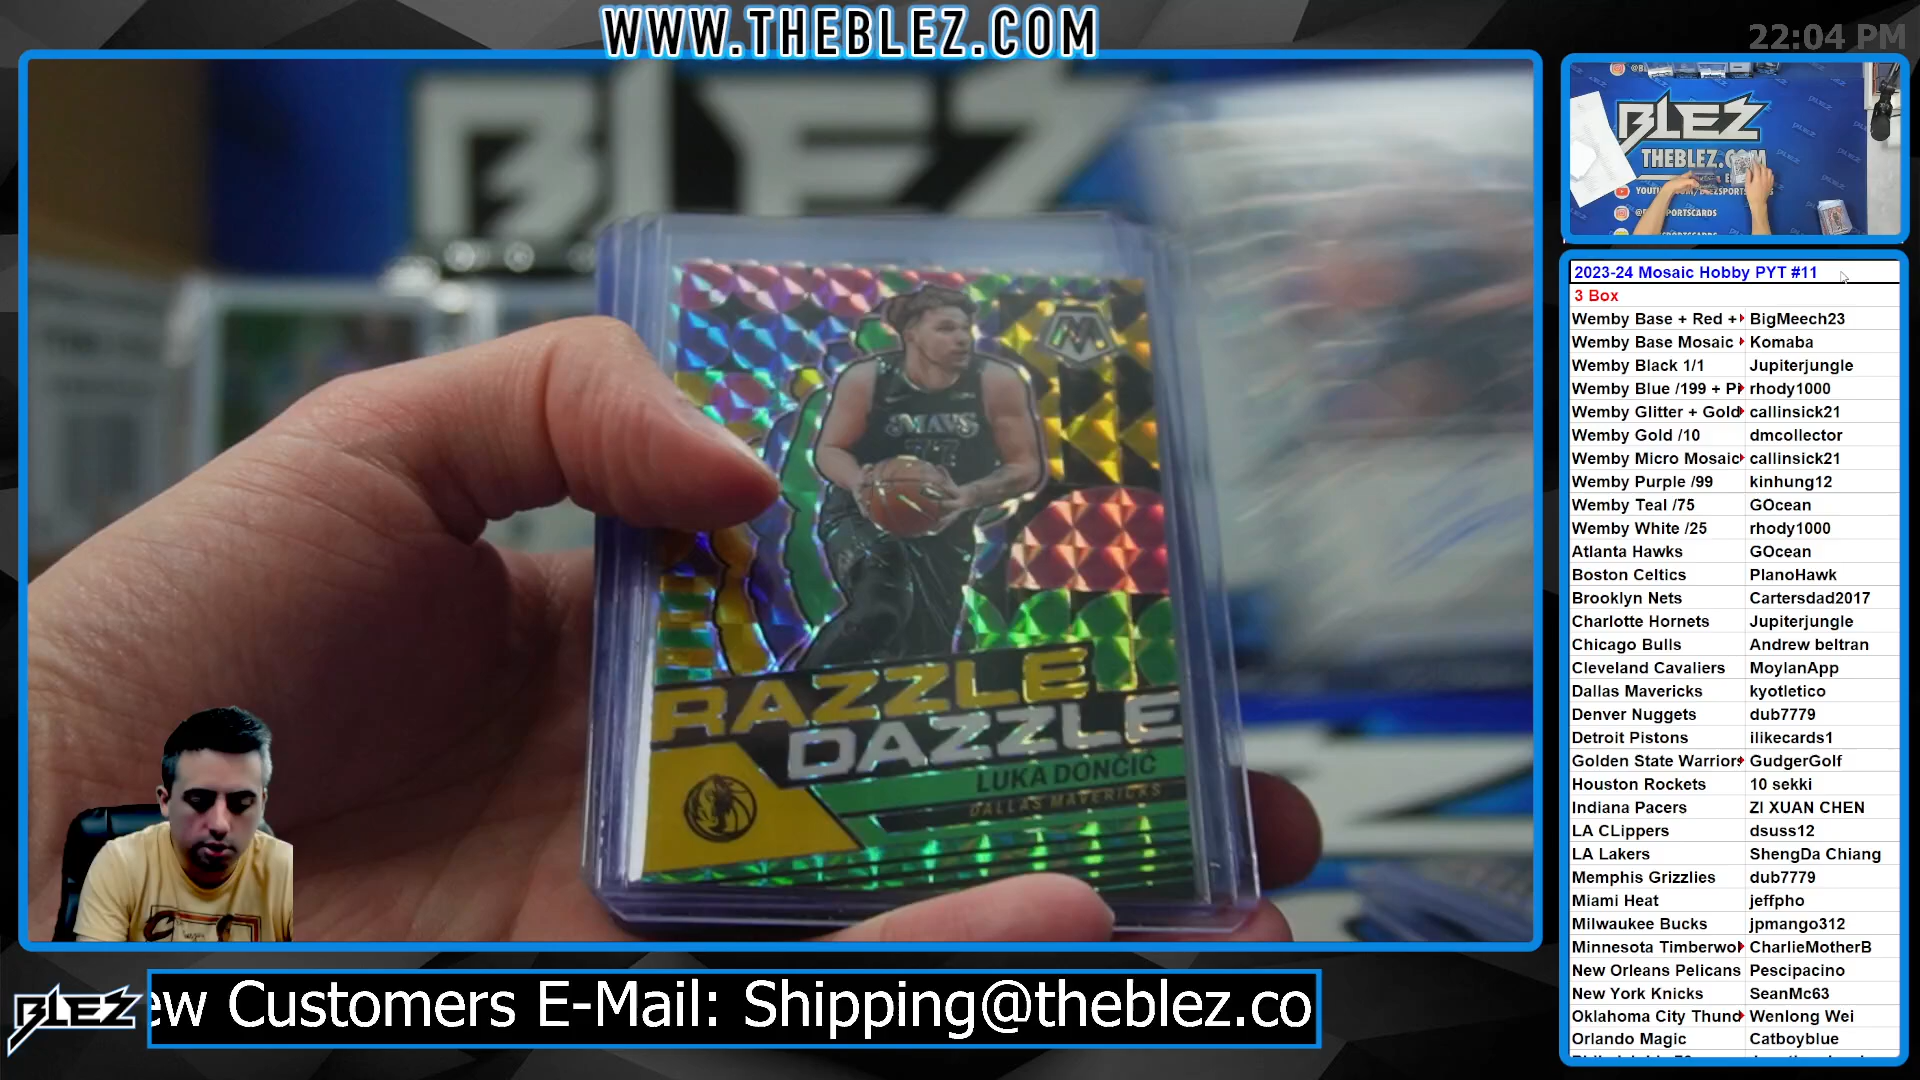 WWW.THEBLEZ.COM
22:04 PM
BLEZ
BLEZ
THEBLEZ.COM
MAVS
77
RAZZLE
DAZZLE
LUKA DONČIĆ
DALLAS MAVERICKS
2023-24 Mosaic Hobby PYT #11
3 Box
Wemby Base + Red + BigMeech23
Wemby Base Mosaic Komaba
Wemby Black 1/1 Jupiterjungle
Wemby Blue /199 + Pi rhody1000
Wemby Glitter + Gold callinsick21
Wemby Gold /10 dmcollector
Wemby Micro Mosaic callinsick21
Wemby Purple /99 kinhung12
Wemby Teal /75 GOcean
Wemby White /25 rhody1000
Atlanta Hawks GOcean
Boston Celtics PlanoHawk
Brooklyn Nets Cartersdad2017
Charlotte Hornets Jupiterjungle
Chicago Bulls Andrew beltran
Cleveland Cavaliers MoylanApp
Dallas Mavericks kyotletico
Denver Nuggets dub7779
Detroit Pistons ilikecards1
Golden State Warriors GudgerGolf
Houston Rockets 10 sekki
Indiana Pacers ZI XUAN CHEN
LA CLippers dsuss12
LA Lakers ShengDa Chiang
Memphis Grizzlies dub7779
Miami Heat jeffpho
Milwaukee Bucks jpmango312
Minnesota Timberwol CharlieMotherB
New Orleans Pelicans Pescipacino
New York Knicks SeanMc63
Oklahoma City Thund Wenlong Wei
Orlando Magic Catboyblue
BLEZ
ew Customers E-Mail: Shipping@theblez.co